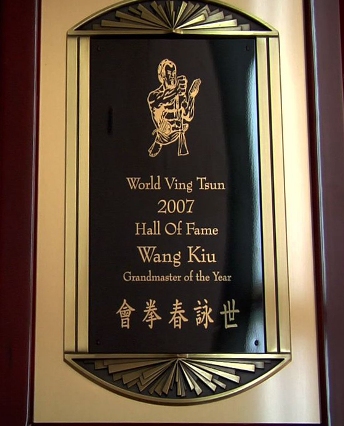 World Ving Tsun
2007
Hall Of Fame
Wang Kiu
Grandmaster of the Year
會拳春詠世